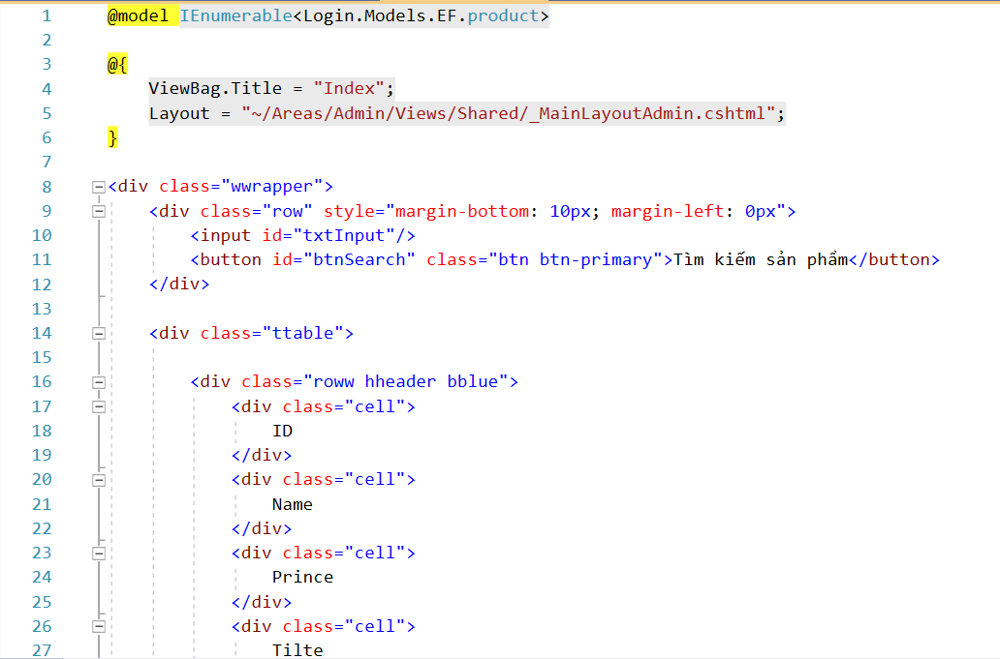 1 @model IEnumerable<Login.Models.EF.product>
2
3 @{
4 ViewBag.Title = "Index";
5 Layout = "~/Areas/Admin/Views/Shared/_MainLayoutAdmin.cshtml";
6 }
7
8 <div class="wwrapper">
9 <div class="row" style="margin-bottom: 10px; margin-left: 0px">
10 <input id="txtInput"/>
11 <button id="btnSearch" class="btn btn-primary">Tìm kiếm sản phẩm</button>
12 </div>
13
14 <div class="ttable">
15
16 <div class="roww hheader bblue">
17 <div class="cell">
18 ID
19 </div>
20 <div class="cell">
21 Name
22 </div>
23 <div class="cell">
24 Prince
25 </div>
26 <div class="cell">
27 Tilte